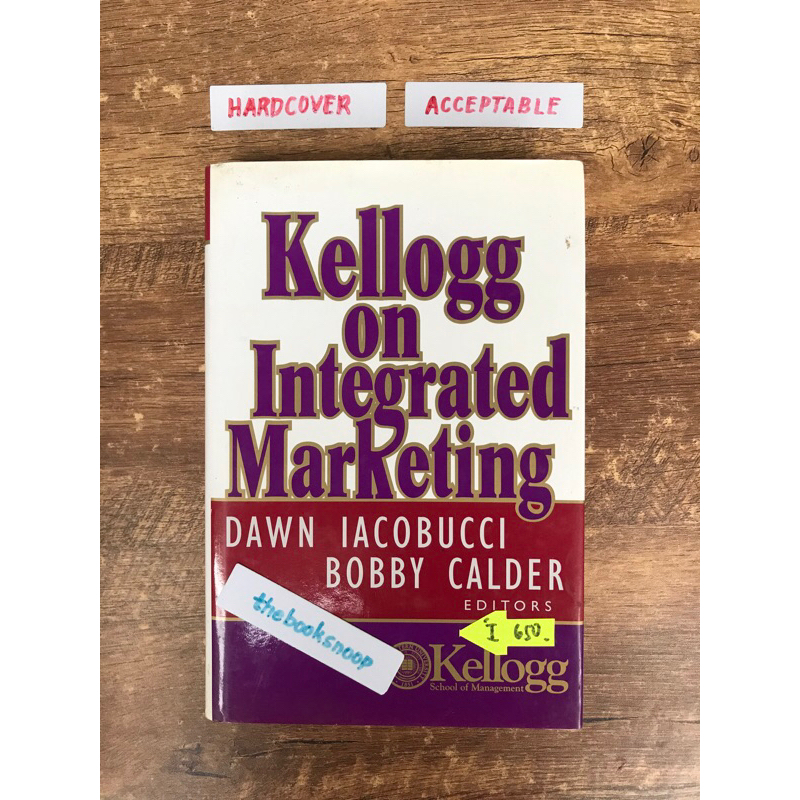 HARDCOVER
ACCEPTABLE
Kellogg
on
Integrated
Marketing
DAWN IACOBUCCI
BOBBY CALDER
EDITORS
thebooksnoop
I 650.
Kellogg
School of Management